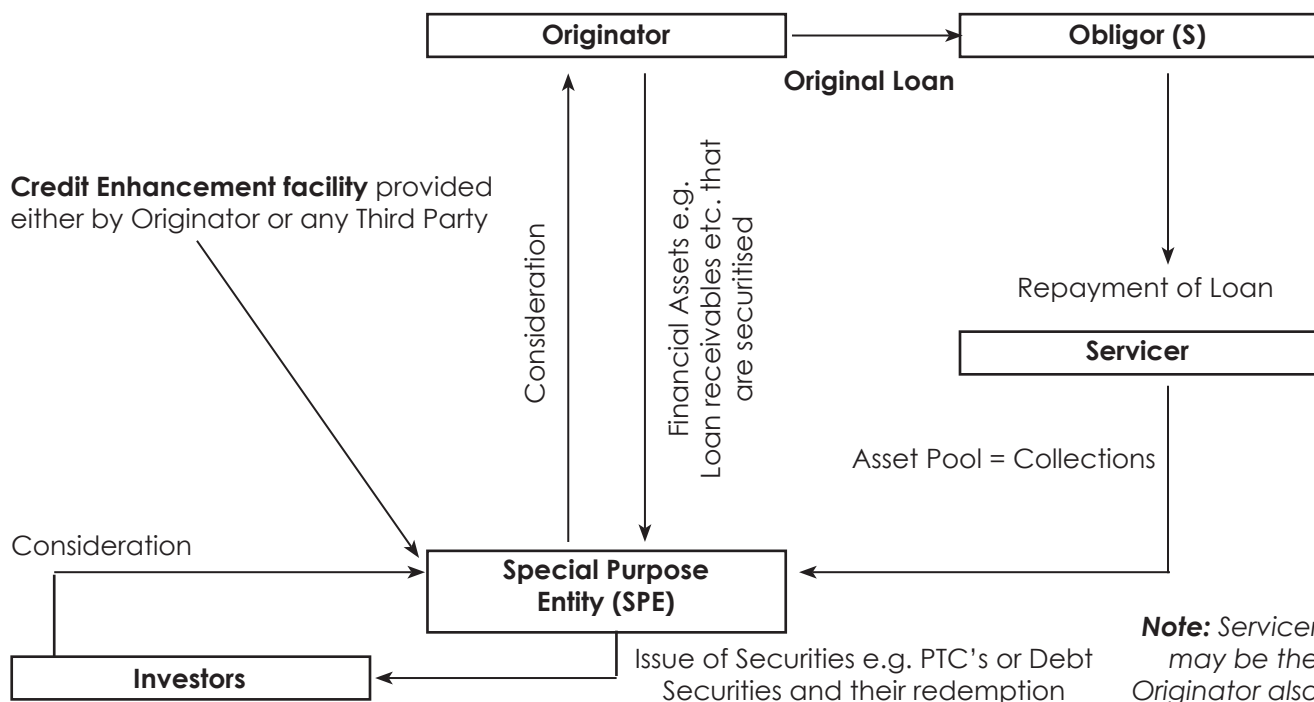 Originator
Obligor (S)
Original Loan
Credit Enhancement facility provided
either by Originator or any Third Party
Consideration
Financial Assets e.g.
Loan receivables etc. that
are securitised
Repayment of Loan
Servicer
Asset Pool = Collections
Consideration
Special Purpose
Entity (SPE)
Investors
Issue of Securities e.g. PTC's or Debt
Securities and their redemption
Note: Servicer
may be the
Originator also